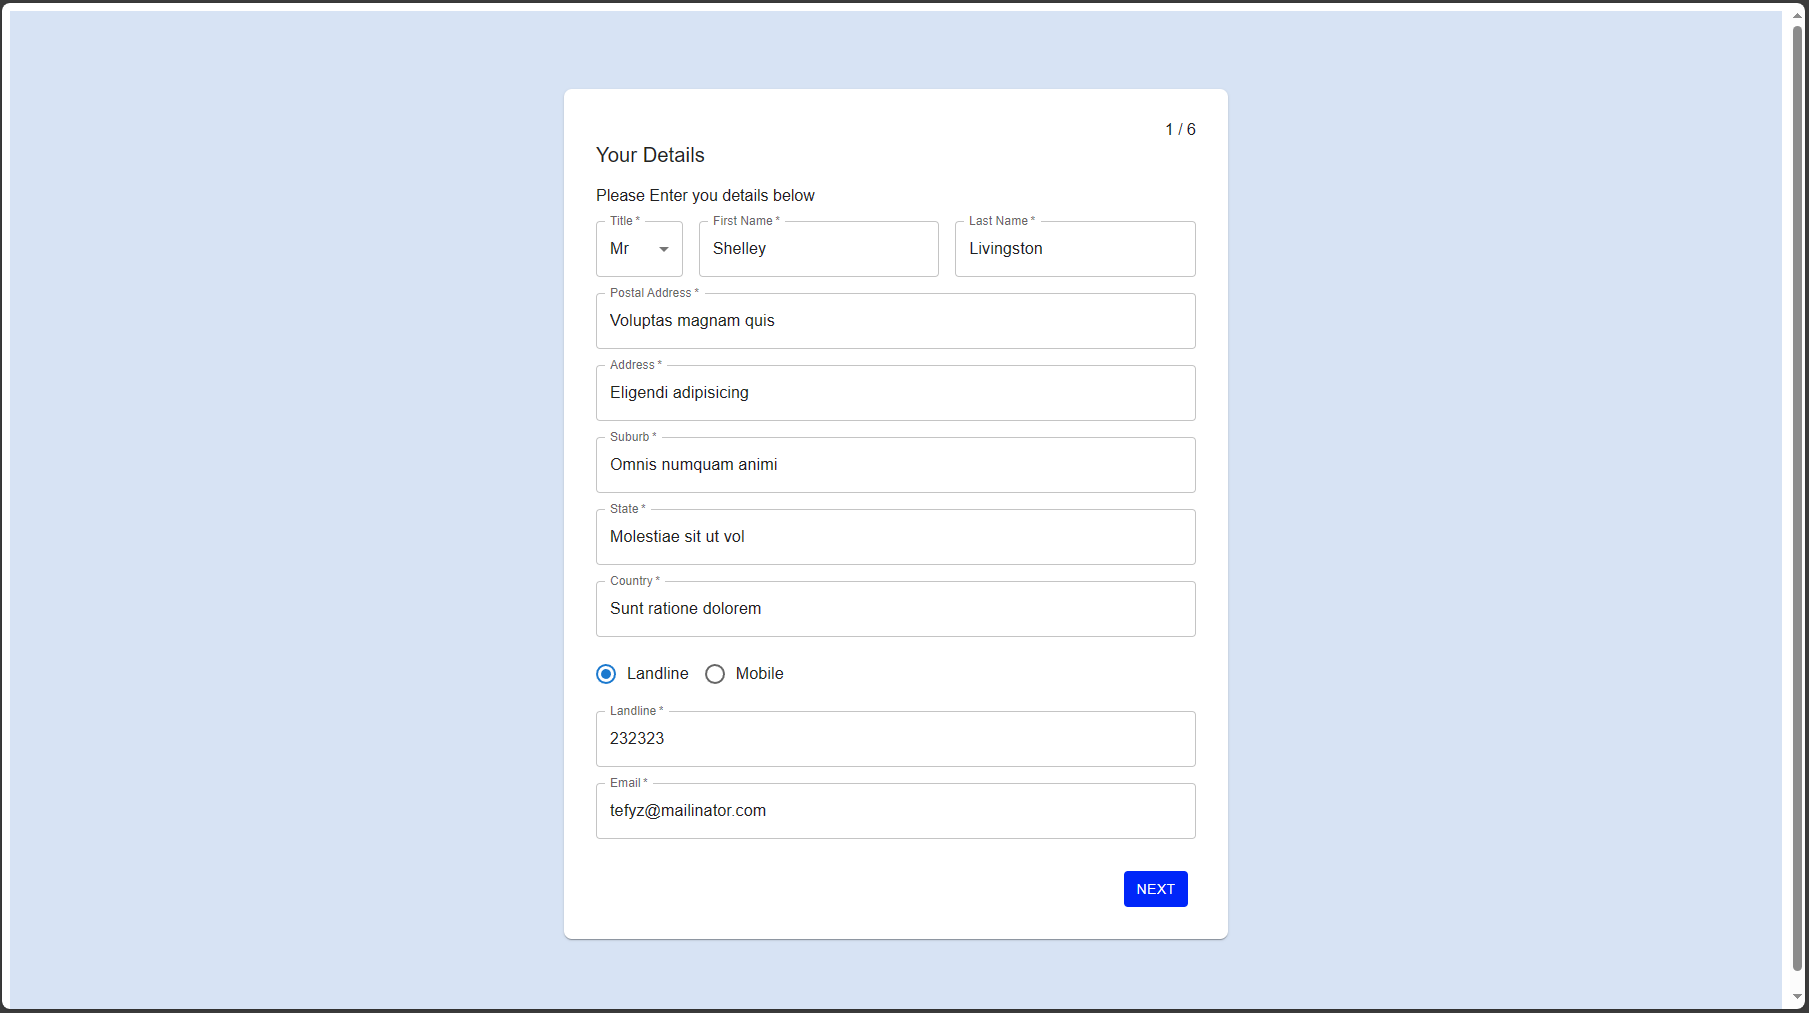 1 / 6
Your Details
Please Enter you details below
Title *
First Name *
Last Name *
Mr
Shelley
Livingston
Postal Address *
Voluptas magnam quis
Address *
Eligendi adipisicing
Suburb *
Omnis numquam animi
State *
Molestiae sit ut vol
Country *
Sunt ratione dolorem
Landline
Mobile
Landline *
232323
Email *
tefyz@mailinator.com
NEXT